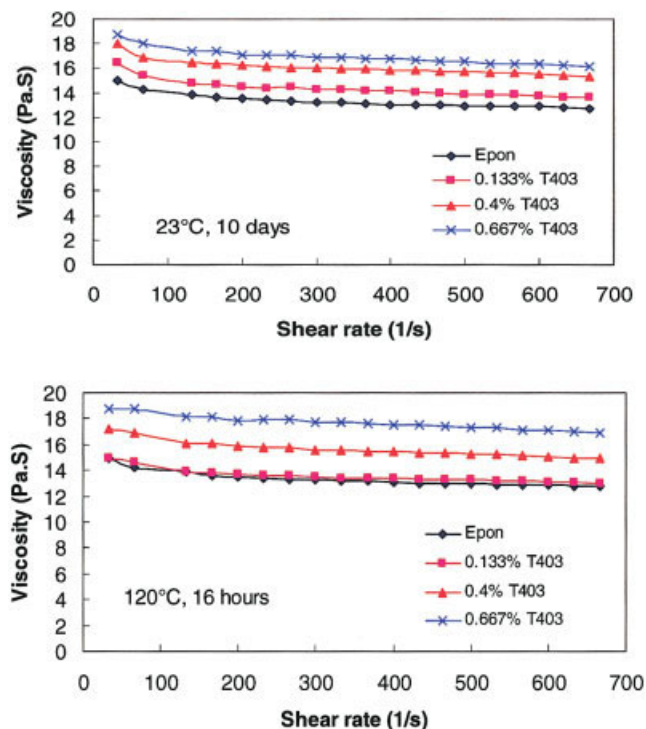 20
18
16
14
12
10
8
6
4
2
0
Viscosity (Pa.S)
Epon
0.133% T403
0.4% T403
0.667% T403
23°C, 10 days
0 100 200 300 400 500 600 700
Shear rate (1/s)
20
18
16
14
12
10
8
6
4
2
0
Viscosity (Pa.S)
Epon
0.133% T403
0.4% T403
0.667% T403
120°C, 16 hours
0 100 200 300 400 500 600 700
Shear rate (1/s)